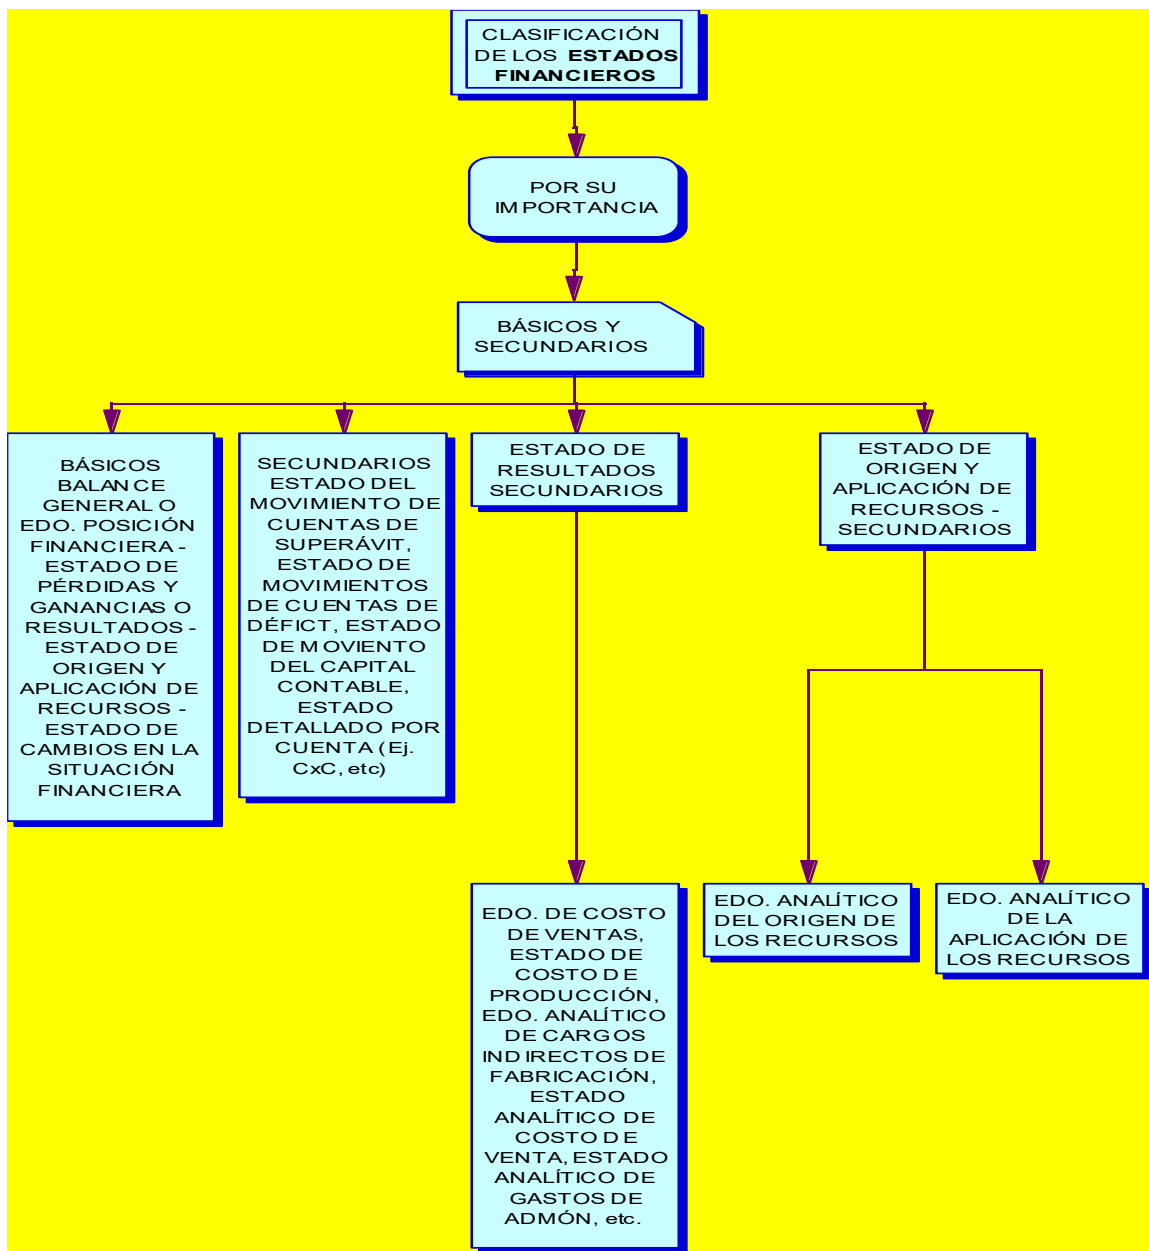 CLASIFICACIÓN
DE LOS ESTADOS
FINANCIEROS
POR SU
IMPORTANCIA
BÁSICOS Y
SECUNDARIOS
BÁSICOS
BALANCE
GENERAL O
EDO. POSICIÓN
FINANCIERA -
ESTADO DE
PÉRDIDAS Y
GANANCIAS O
RESULTADOS -
ESTADO DE
ORIGEN Y
APLICACIÓN DE
RECURSOS -
ESTADO DE
CAMBIOS EN LA
SITUACIÓN
FINANCIERA
SECUNDARIOS
ESTADO DEL
MOVIMIENTO DE
CUENTAS DE
SUPERÁVIT,
ESTADO DE
MOVIMIENTOS
DE CUENTAS DE
DÉFICT, ESTADO
DE MOVIENTO
DEL CAPITAL
CONTABLE,
ESTADO
DETALLADO POR
CUENTA (Ej.
CxC, etc)
ESTADO DE
RESULTADOS
SECUNDARIOS
ESTADO DE
ORIGEN Y
APLICACIÓN DE
RECURSOS -
SECUNDARIOS
EDO. DE COSTO
DE VENTAS,
ESTADO DE
COSTO DE
PRODUCCIÓN,
EDO. ANALÍTICO
DE CARGOS
INDIRECTOS DE
FABRICACIÓN,
ESTADO
ANALÍTICO DE
COSTO DE
VENTA, ESTADO
ANALÍTICO DE
GASTOS DE
ADMÓN, etc.
EDO. ANALÍTICO
DEL ORIGEN DE
LOS RECURSOS
EDO. ANALÍTICO
DE LA
APLICACIÓN DE
LOS RECURSOS